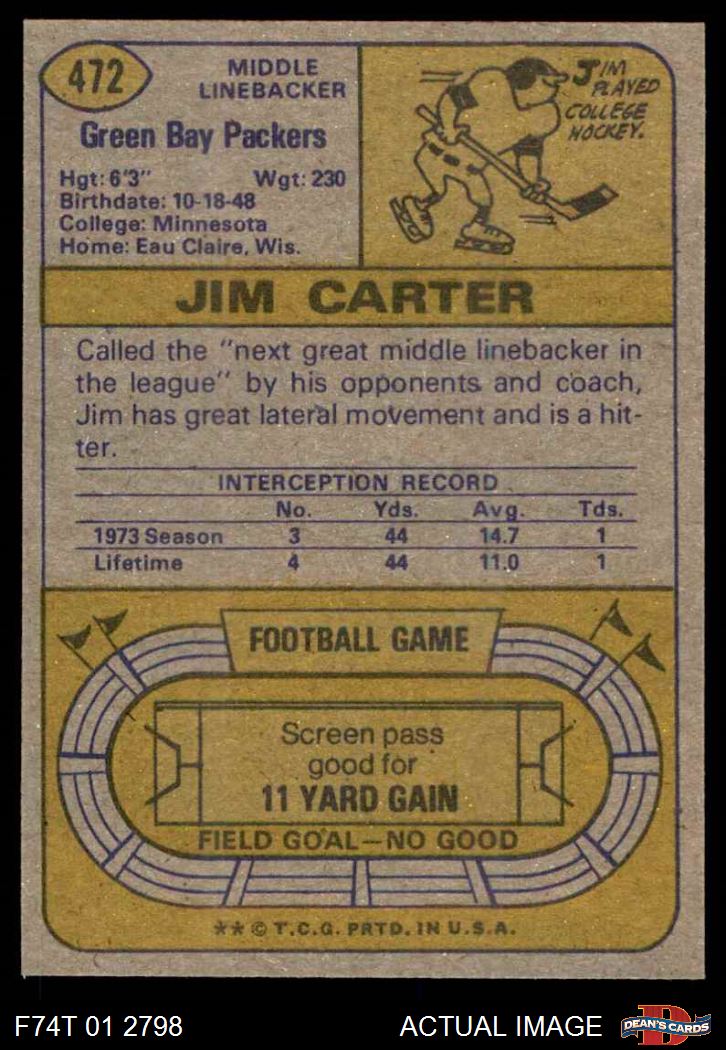 472
MIDDLE
LINEBACKER
Green Bay Packers
Hgt: 6'3" Wgt: 230
Birthdate: 10-18-48
College: Minnesota
Home: Eau Claire, Wis.
JIM
PLAYED
COLLEGE
HOCKEY.
JIM CARTER
Called the "next great middle linebacker in
the league" by his opponents and coach,
Jim has great lateral movement and is a hit-
ter.
INTERCEPTION RECORD
No. Yds. Avg. Tds.
1973 Season 3 44 14.7 1
Lifetime 4 44 11.0 1
FOOTBALL GAME
Screen pass
good for
11 YARD GAIN
FIELD GOAL—NO GOOD
** © T.C.G. PRTD. IN U.S.A.
F74T 01 2798 ACTUAL IMAGE
D
DEAN'S CARDS